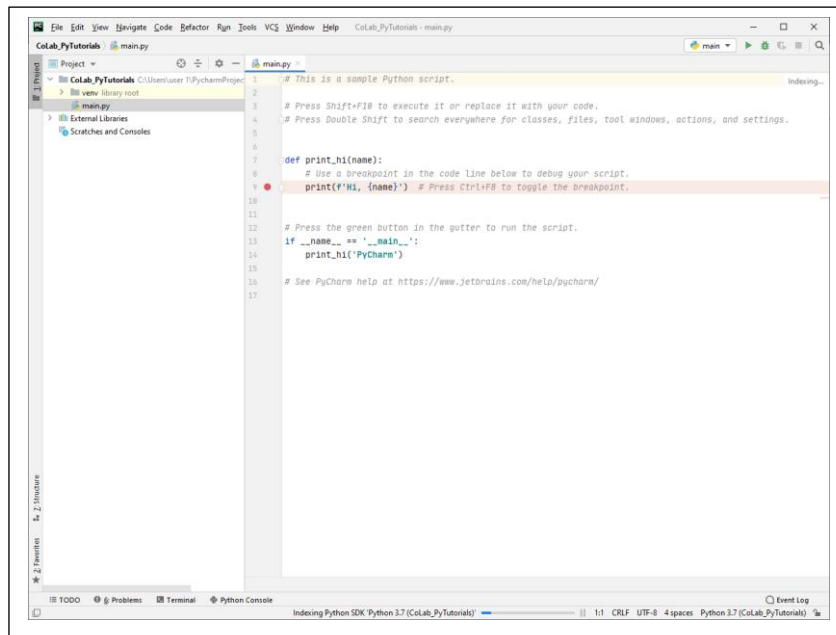 File Edit View Navigate Code Refactor Run Tools VCS Window Help CoLab_PyTutorials - main.py
CoLab_PyTutorials main.py main
1: Project
Project
main.py
CoLab_PyTutorials C:\Users\user 1\PycharmProjec
venv library root
main.py
External Libraries
Scratches and Consoles
Indexing...
1 # This is a sample Python script.
2
3 # Press Shift+F10 to execute it or replace it with your code.
4 # Press Double Shift to search everywhere for classes, files, tool windows, actions, and settings.
5
6
7 def print_hi(name):
8 # Use a breakpoint in the code line below to debug your script.
9 print(f'Hi, {name}') # Press Ctrl+F8 to toggle the breakpoint.
10
11
12 # Press the green button in the gutter to run the script.
13 if __name__ == '__main__':
14 print_hi('PyCharm')
15
16 # See PyCharm help at https://www.jetbrains.com/help/pycharm/
17
Z: Structure
2: Favorites
TODO 6: Problems Terminal Python Console Event Log
Indexing Python SDK 'Python 3.7 (CoLab_PyTutorials)' 1:1 CRLF UTF-8 4 spaces Python 3.7 (CoLab_PyTutorials)